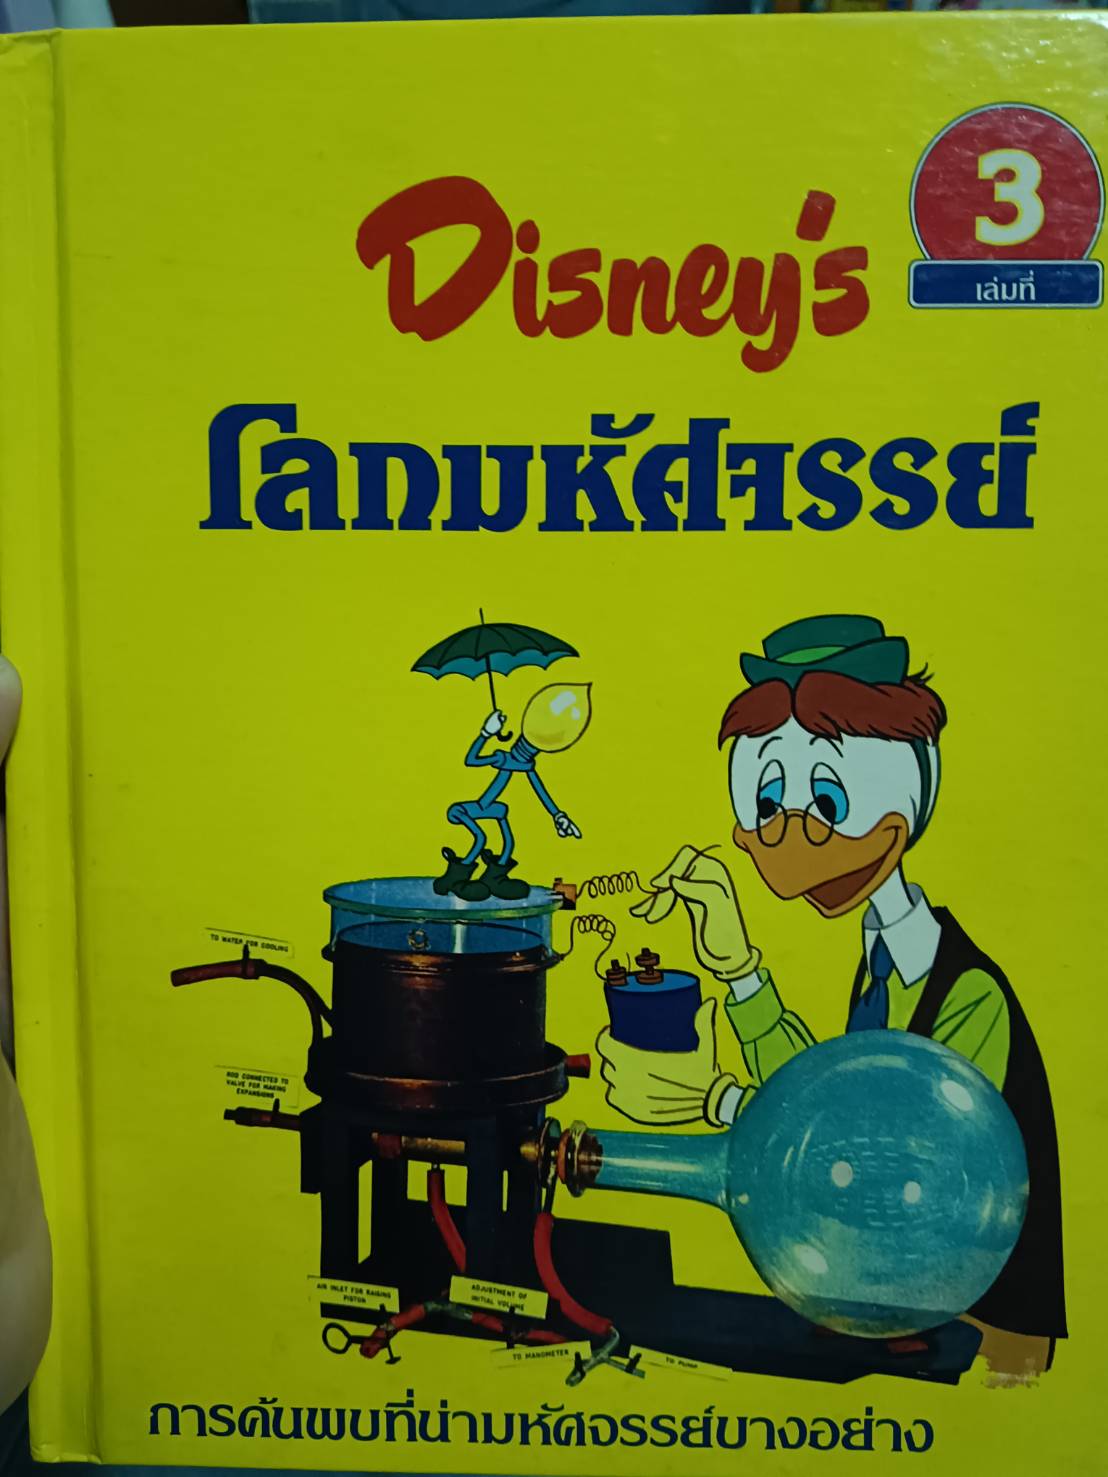 3
เล่มที่
Disney's
โลกมหัศจรรย์
TO WATER FOR COOLING
ROD CONNECTED TO
VALVE FOR MAKING
EXPANSIONS
AIR INLET FOR RAISING
PISTON
ADJUSTMENT OF
INITIAL VOLUME
TO MANOMETER
TO PUMP
การค้นพบที่น่ามหัศจรรย์บางอย่าง